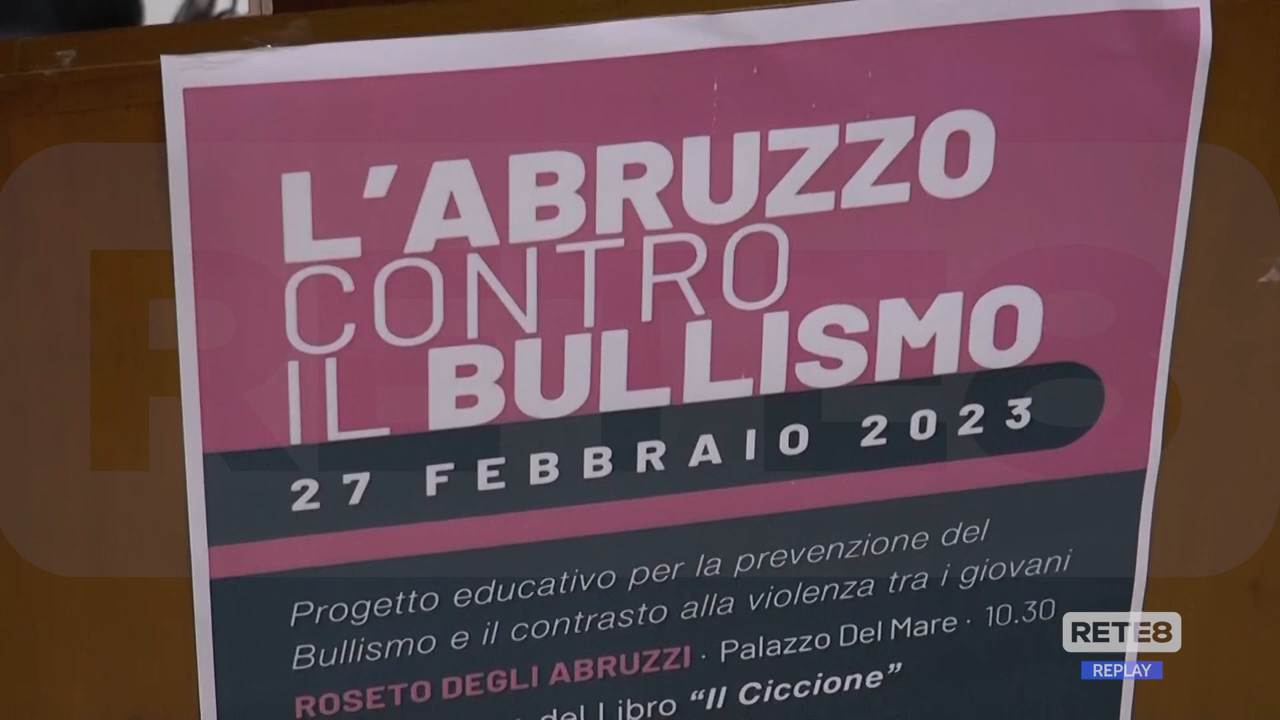 L'ABRUZZO
CONTRO
IL BULLISMO
27 FEBBRAIO 2023
Progetto educativo per la prevenzione del
Bullismo e il contrasto alla violenza tra i giovani
ROSETO DEGLI ABRUZZI · Palazzo Del Mare · 10.30
del Libro “Il Ciccione”
RETE8
REPLAY
RETE8